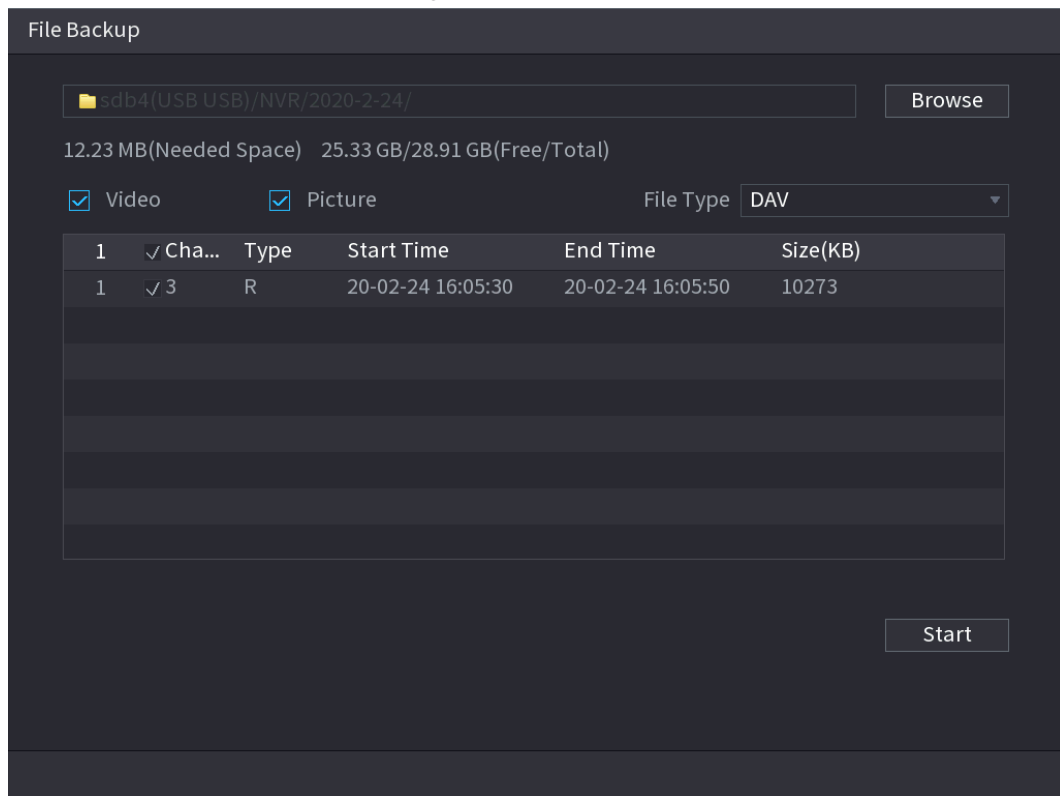 File Backup
sdb4(USB USB)/NVR/2020-2-24/ Browse
12.23 MB(Needed Space) 25.33 GB/28.91 GB(Free/Total)
Video Picture File Type DAV
1 Cha... Type Start Time End Time Size(KB)
1 3 R 20-02-24 16:05:30 20-02-24 16:05:50 10273
Start